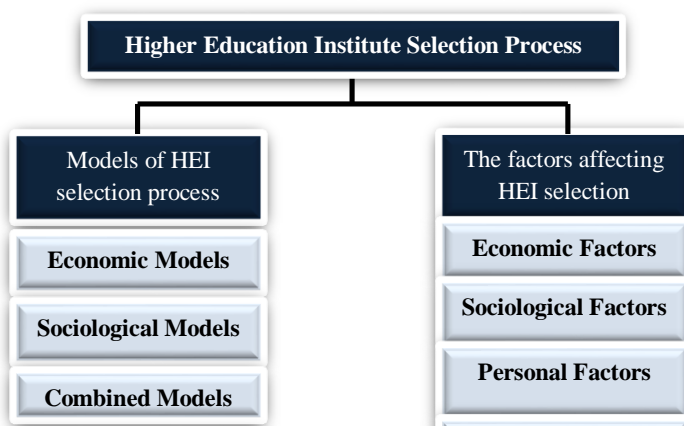 Higher Education Institute Selection Process
Models of HEI
selection process
Economic Models
Sociological Models
Combined Models
The factors affecting
HEI selection
Economic Factors
Sociological Factors
Personal Factors